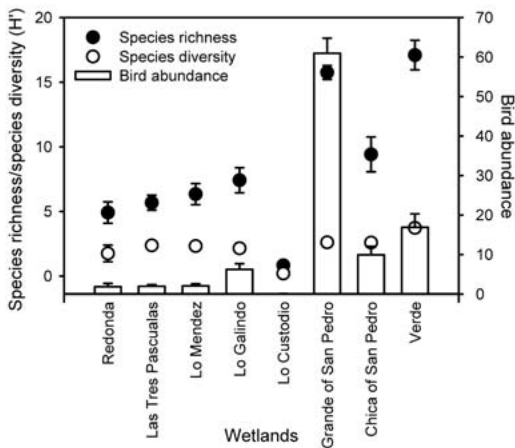 Species richness/species diversity (H')
20
15
10
5
0
Species richness
Species diversity
Bird abundance
70
60
50
40
30
20
10
0
Bird abundance
Redonda
Las Tres Pascualas
Lo Mendez
Lo Galindo
Lo Custodio
Grande of San Pedro
Chica of San Pedro
Verde
Wetlands